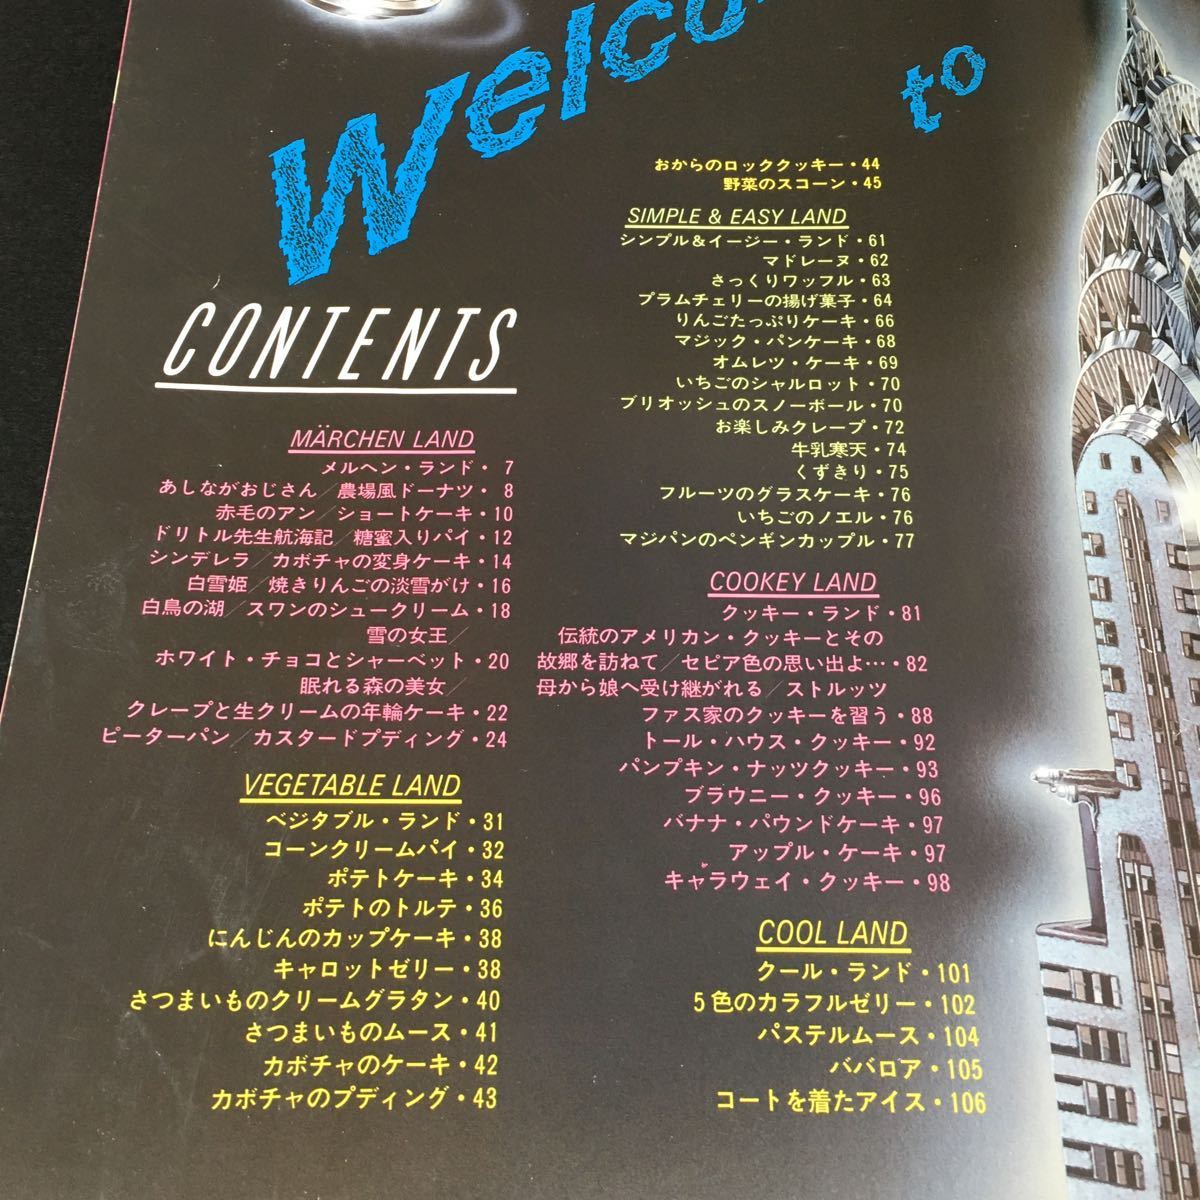 Welco
to
CONTENTS
MÄRCHEN LAND
メルヘン・ランド・7
あしながおじさん／農場風ドーナツ・8
赤毛のアン／ショートケーキ・10
ドリトル先生航海記／糖蜜入りパイ・12
シンデレラ／カボチャの変身ケーキ・14
白雪姫／焼きりんごの淡雪がけ・16
白鳥の湖／スワンのシュークリーム・18
雪の女王／
ホワイト・チョコとシャーベット・20
眠れる森の美女／
クレープと生クリームの年輪ケーキ・22
ピーターパン／カスタードプディング・24
VEGETABLE LAND
ベジタブル・ランド・31
コーンクリームパイ・32
ポテトケーキ・34
ポテトのトルテ・36
にんじんのカップケーキ・38
キャロットゼリー・38
さつまいものクリームグラタン・40
さつまいものムース・41
カボチャのケーキ・42
カボチャのプディング・43
おからのロッククッキー・44
野菜のスコーン・45
SIMPLE & EASY LAND
シンプル&イージー・ランド・61
マドレーヌ・62
さっくりワッフル・63
プラムチェリーの揚げ菓子・64
りんごたっぷりケーキ・66
マジック・パンケーキ・68
オムレツ・ケーキ・69
いちごのシャルロット・70
ブリオッシュのスノーボール・70
お楽しみクレープ・72
牛乳寒天・74
くずきり・75
フルーツのグラスケーキ・76
いちごのノエル・76
マジパンのペンギンカップル・77
COOKEY LAND
クッキー・ランド・81
伝統のアメリカン・クッキーとその
故郷を訪ねて／セピア色の思い出よ…・82
母から娘へ受け継がれる／ストルッツ
ファス家のクッキーを習う・88
トール・ハウス・クッキー・92
パンプキン・ナッツクッキー・93
ブラウニー・クッキー・96
バナナ・パウンドケーキ・97
アップル・ケーキ・97
キャラウェイ・クッキー・98
COOL LAND
クール・ランド・101
5色のカラフルゼリー・102
パステルムース・104
ババロア・105
コートを着たアイス・106